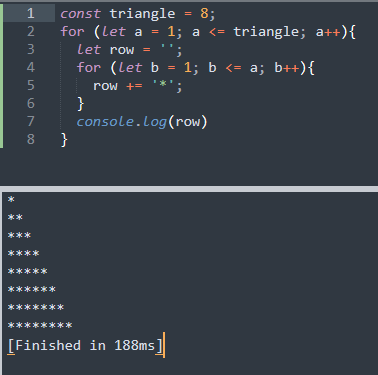 1 const triangle = 8;
2 for (let a = 1; a <= triangle; a++){
3 let row = '';
4 for (let b = 1; b <= a; b++){
5 row += '*';
6 }
7 console.log(row)
8 }
*
**
***
****
*****
******
*******
********
[Finished in 188ms]